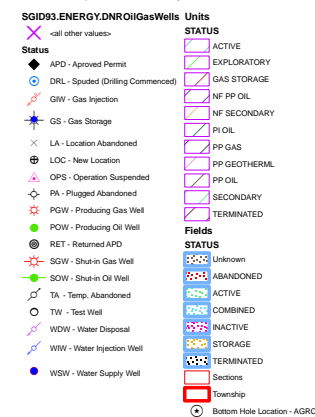 SGID93.ENERGY.DNROilGasWells
<all other values>
Status
APD - Aproved Permit
DRL - Spuded (Drilling Commenced)
GIW - Gas Injection
GS - Gas Storage
LA - Location Abandoned
LOC - New Location
OPS - Operation Suspended
PA - Plugged Abandoned
PGW - Producing Gas Well
POW - Producing Oil Well
RET - Returned APD
SGW - Shut-in Gas Well
SOW - Shut-in Oil Well
TA - Temp. Abandoned
TW - Test Well
WDW - Water Disposal
WIW - Water Injection Well
WSW - Water Supply Well
Units
STATUS
ACTIVE
EXPLORATORY
GAS STORAGE
NF PP OIL
NF SECONDARY
PI OIL
PP GAS
PP GEOTHERML
PP OIL
SECONDARY
TERMINATED
Fields
STATUS
Unknown
ABANDONED
ACTIVE
COMBINED
INACTIVE
STORAGE
TERMINATED
Sections
Township
Bottom Hole Location - AGRC